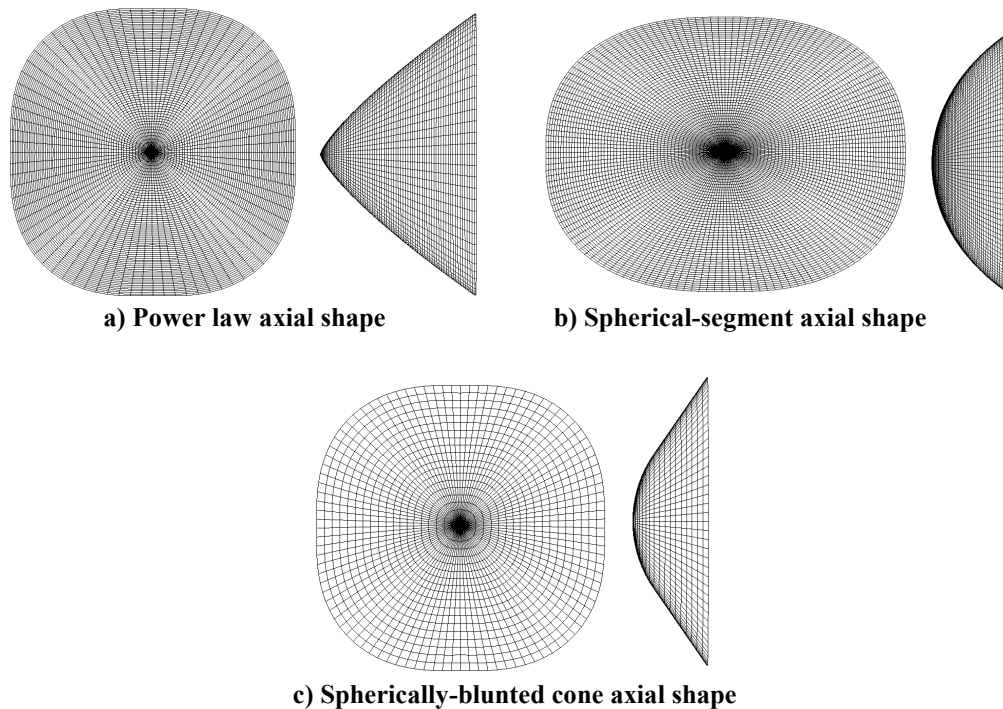 a) Power law axial shape
b) Spherical-segment axial shape
c) Spherically-blunted cone axial shape